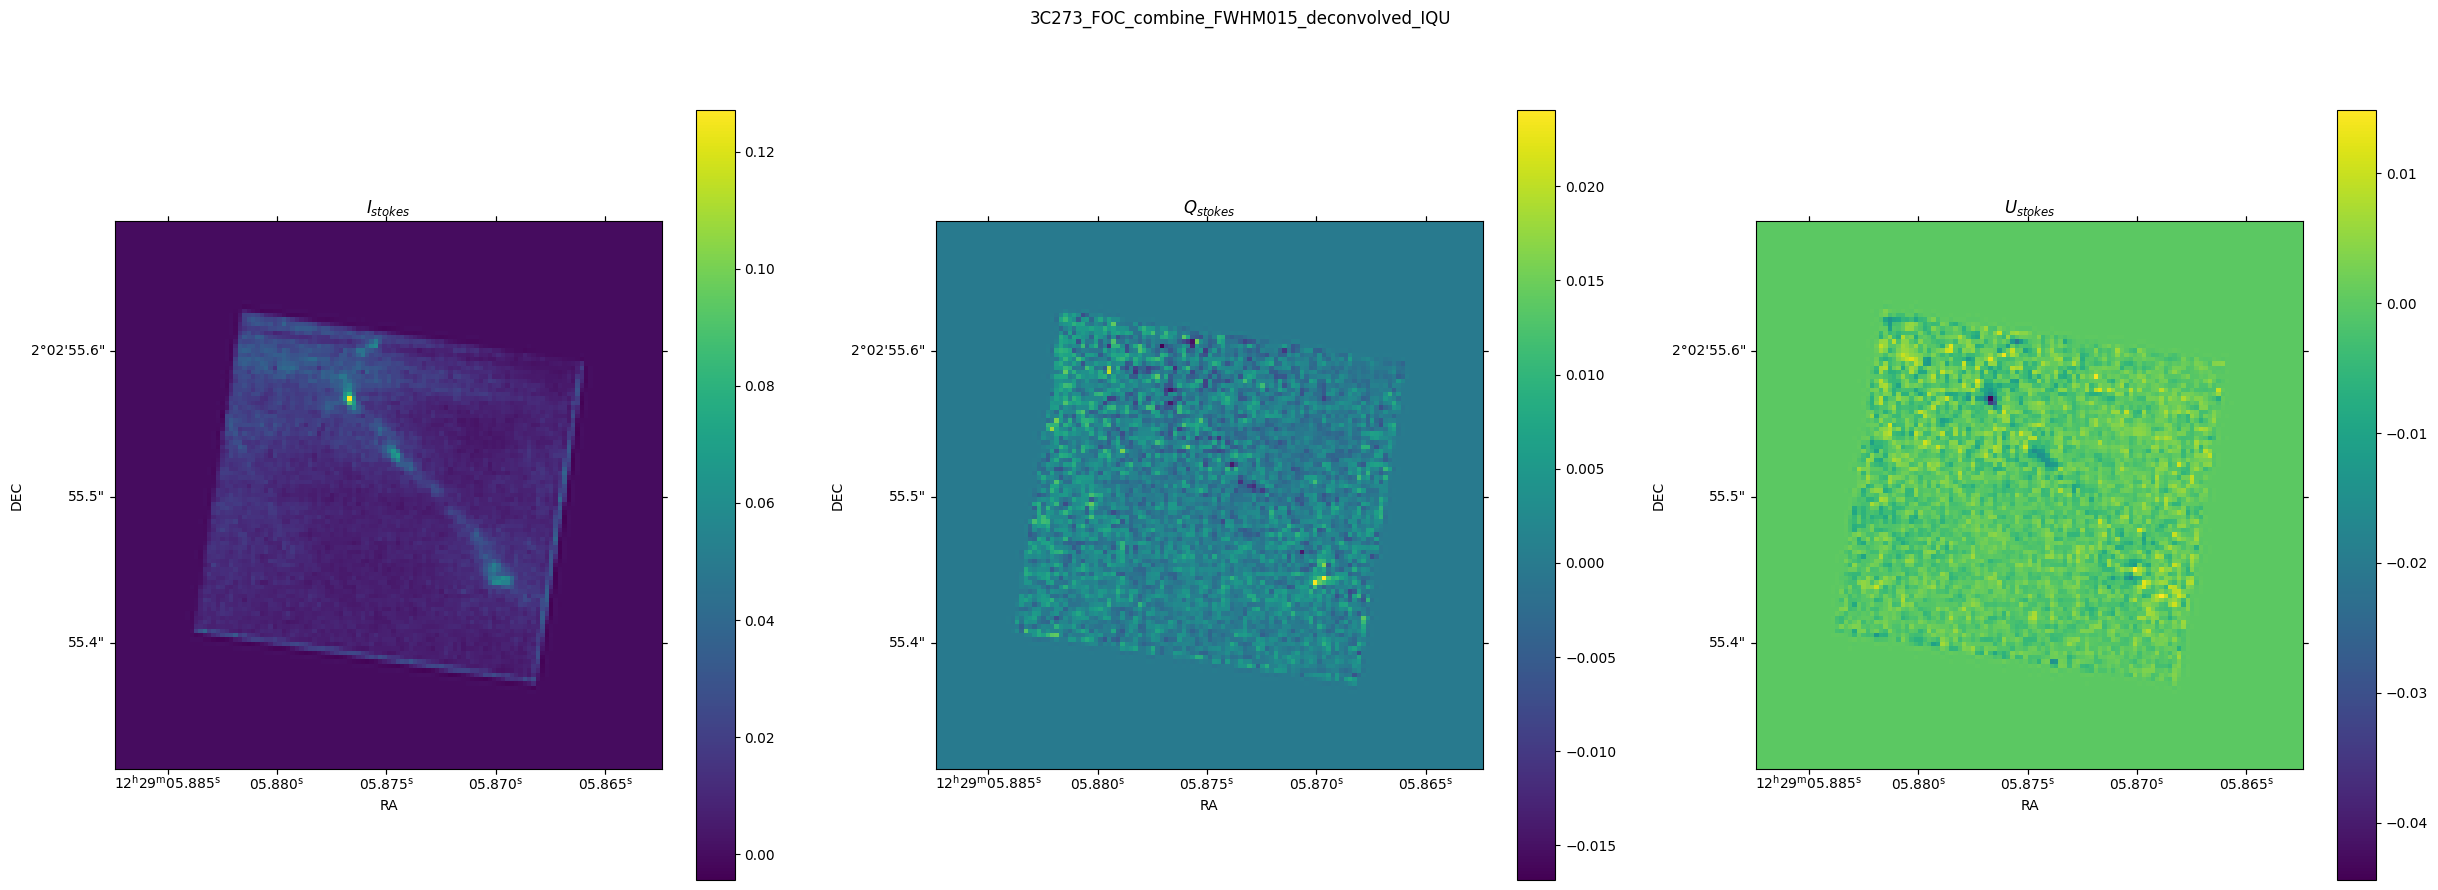 3C273_FOC_combine_FWHM015_deconvolved_IQU
I_stokes
0.12
0.10
0.08
0.06
0.04
0.02
0.00
2°02'55.6"
55.5"
55.4"
DEC
12ʰ29ᵐ05.885ˢ 05.880ˢ 05.875ˢ 05.870ˢ 05.865ˢ
RA
Q_stokes
0.020
0.015
0.010
0.005
0.000
−0.005
−0.010
−0.015
2°02'55.6"
55.5"
55.4"
DEC
12ʰ29ᵐ05.885ˢ 05.880ˢ 05.875ˢ 05.870ˢ 05.865ˢ
RA
U_stokes
0.01
0.00
−0.01
−0.02
−0.03
−0.04
2°02'55.6"
55.5"
55.4"
DEC
12ʰ29ᵐ05.885ˢ 05.880ˢ 05.875ˢ 05.870ˢ 05.865ˢ
RA